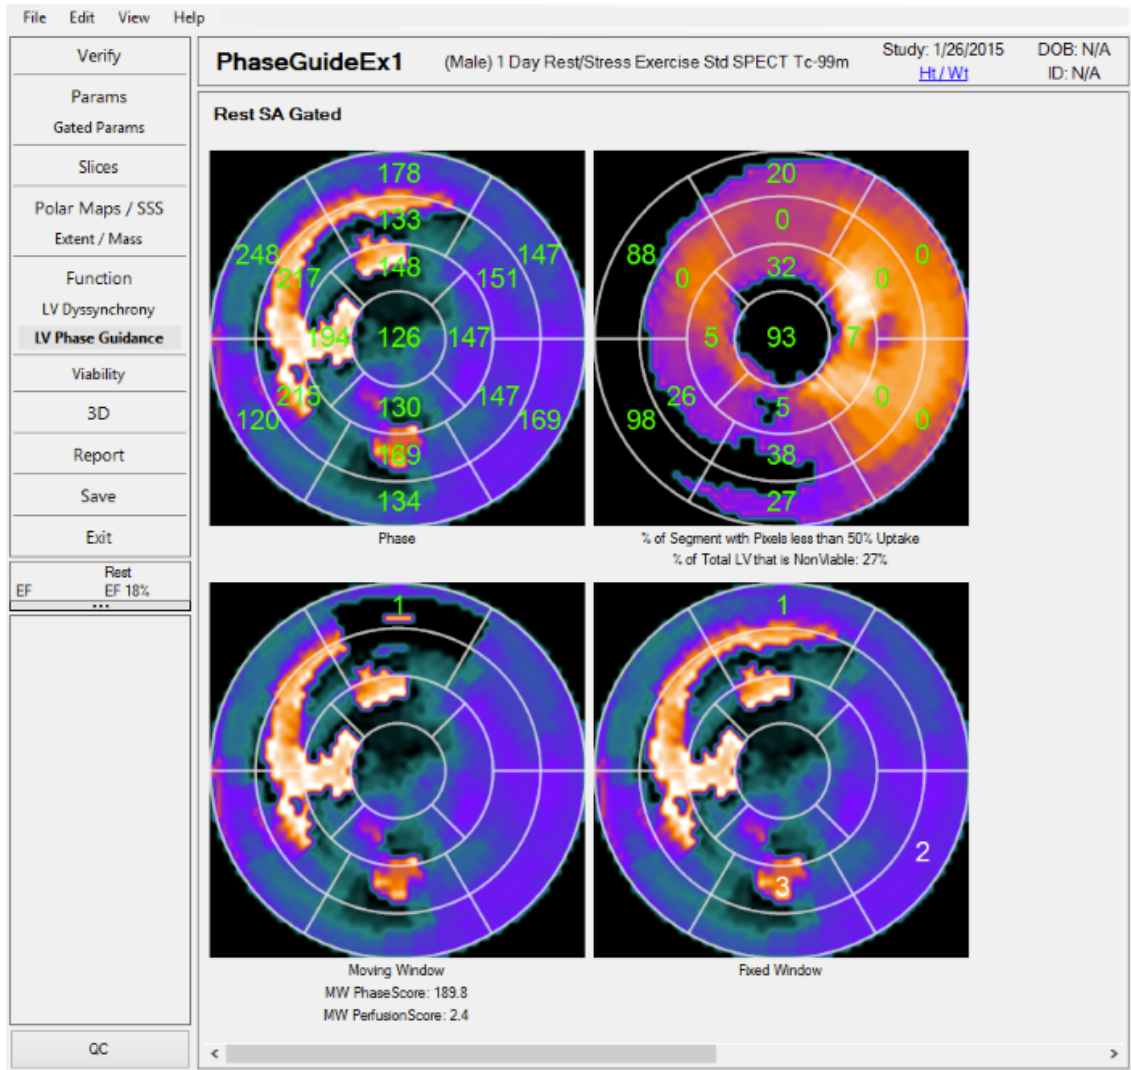 File Edit View Help
Verify
Params
Gated Params
Slices
Polar Maps / SSS
Extent / Mass
Function
LV Dyssynchrony
LV Phase Guidance
Viability
3D
Report
Save
Exit
Rest
EF EF 18%
...
QC
PhaseGuideEx1 (Male) 1 Day Rest/Stress Exercise Std SPECT Tc-99m Study: 1/26/2015 DOB: N/A
Ht / Wt ID: N/A
Rest SA Gated
178
133
248 147
217 148 151
194 126 147
215 147
120 130 169
169
134
Phase
20
0
88 0
0 32 0
5 93 7
26 5 0
98 0
38
27
% of Segment with Pixels less than 50% Uptake
% of Total LV that is NonViable: 27%
1
Moving Window
MW PhaseScore: 189.8
MW PerfusionScore: 2.4
1
2
3
Fixed Window